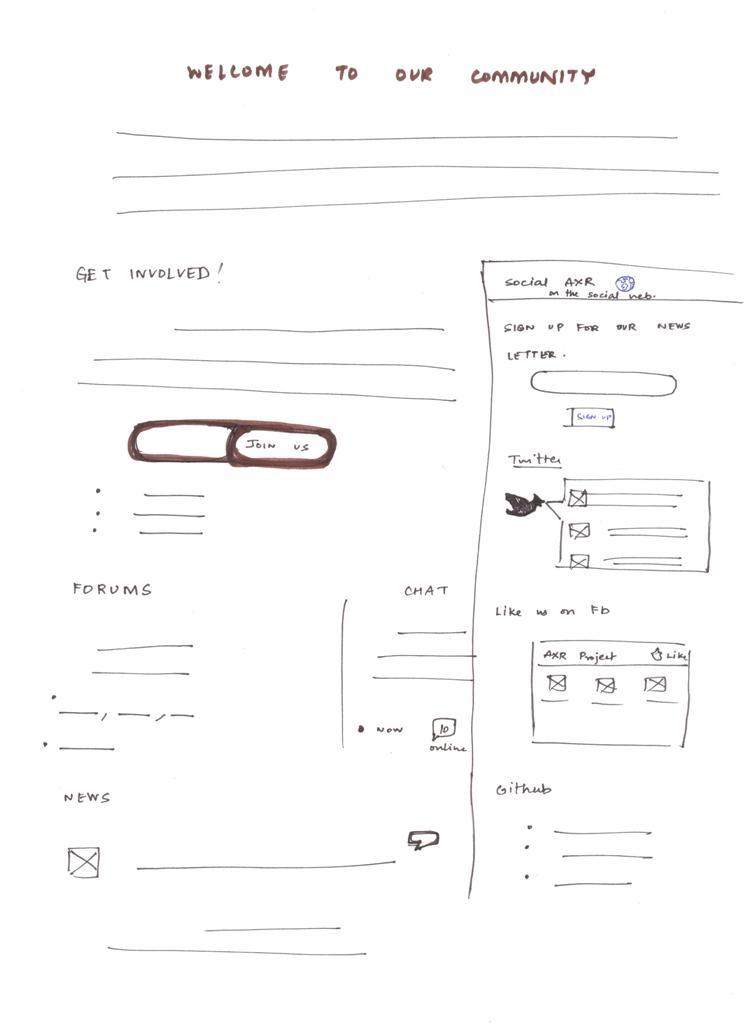 WELCOME TO OUR COMMUNITY
GET INVOLVED!
JOIN US
FORUMS
CHAT
NOW
10
online
NEWS
Social AXR
on the social web.
SIGN UP FOR OUR NEWS
LETTER.
SIGN UP
Twitter
Like us on Fb
AXR Project Like
Github